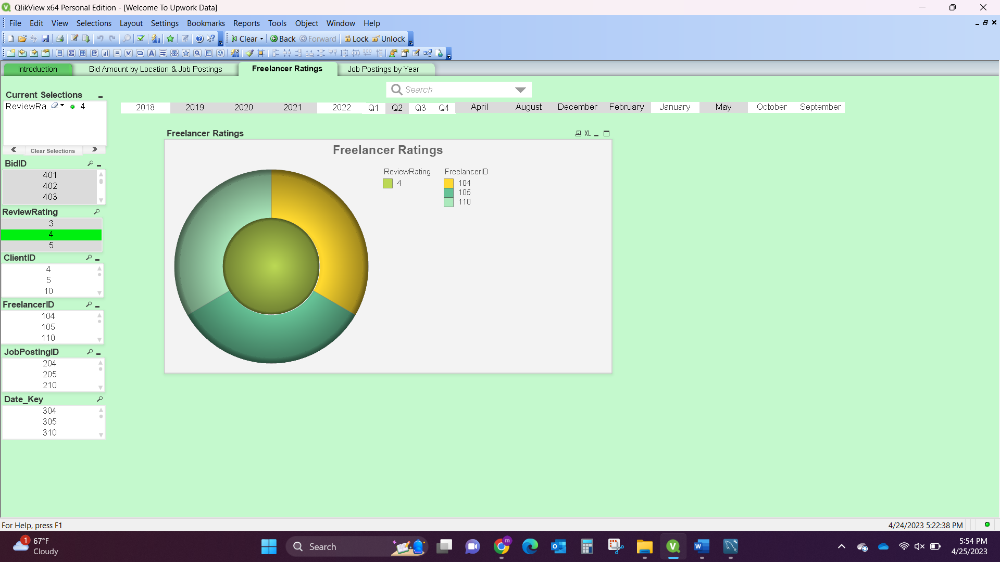 QlikView x64 Personal Edition - [Welcome To Upwork Data]
File Edit View Selections Layout Settings Bookmarks Reports Tools Object Window Help
Clear Back Forward Lock Unlock
Introduction Bid Amount by Location & Job Postings Freelancer Ratings Job Postings by Year
Search
Current Selections
ReviewRa... 4
Clear Selections
2018 2019 2020 2021 2022 Q1 Q2 Q3 Q4 April August December February January May October September
BidID
401
402
403
ReviewRating
3
4
5
ClientID
4
5
10
FreelancerID
104
105
110
JobPostingID
204
205
210
Date_Key
304
305
310
Freelancer Ratings
XL
Freelancer Ratings
ReviewRating FreelancerID
4 104
105
110
For Help, press F1
4/24/2023 5:22:38 PM
1
67°F
Cloudy
Search
m
5:54 PM
4/25/2023